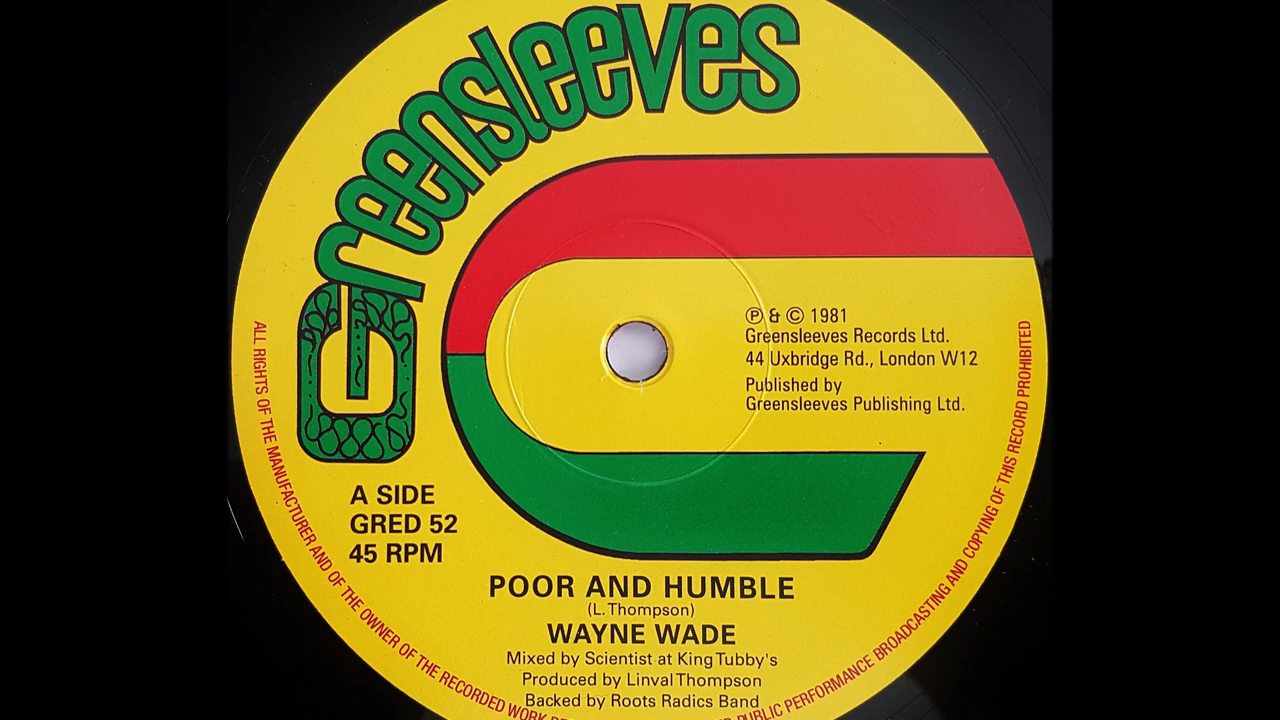 Greensleeves
℗ & © 1981
Greensleeves Records Ltd.
44 Uxbridge Rd., London W12
Published by
Greensleeves Publishing Ltd.
A SIDE
GRED 52
45 RPM
POOR AND HUMBLE
(L. Thompson)
WAYNE WADE
Mixed by Scientist at King Tubby's
Produced by Linval Thompson
Backed by Roots Radics Band
ALL RIGHTS OF THE MANUFACTURER AND OF THE OWNER OF THE RECORDED WORK
PUBLIC PERFORMANCE BROADCASTING AND COPYING OF THIS RECORD PROHIBITED